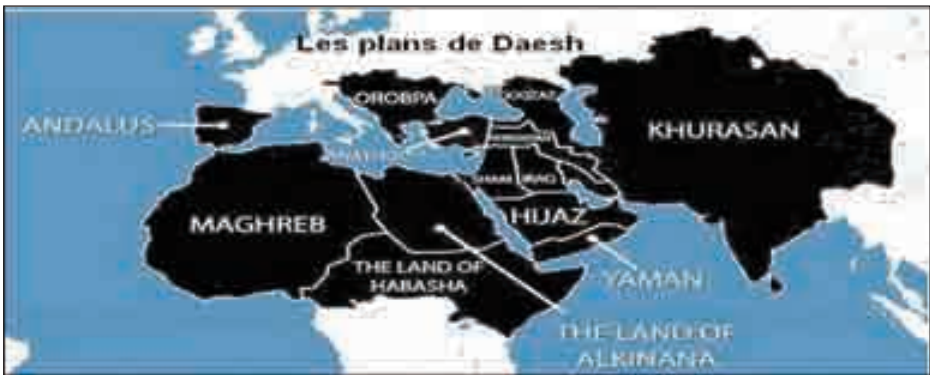 Les plans de Daesh
OROBPA
ANDALUS
KHURASAN
SHAM
IRAQ
MAGHREB
HIJAZ
THE LAND OF
HABASHA
YAMAN
THE LAND OF
ALKINANA